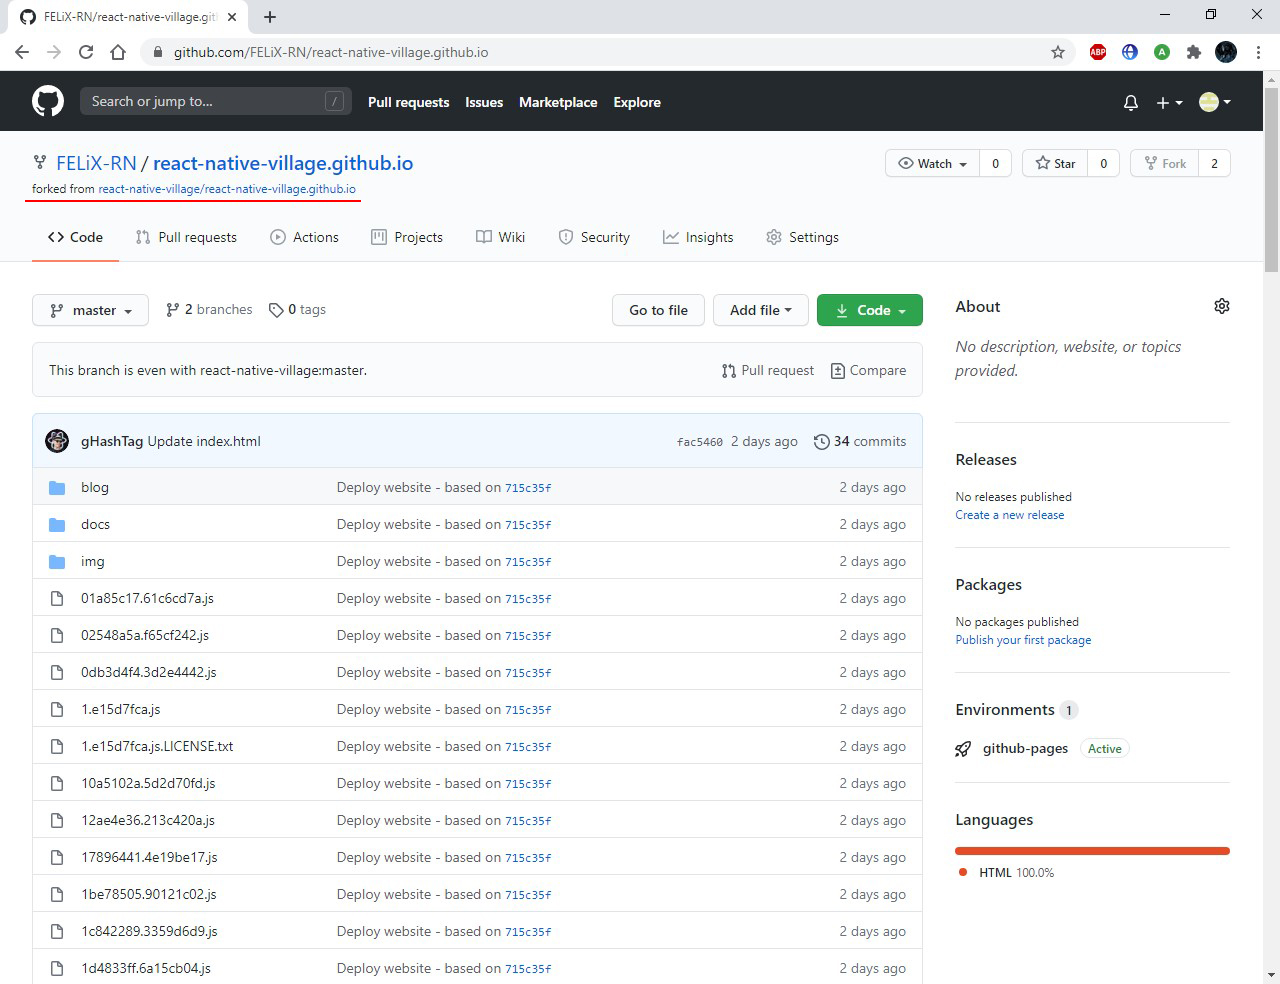 FELiX-RN/react-native-village.git
github.com/FELiX-RN/react-native-village.github.io
ABP
A
Search or jump to...
/
Pull requests
Issues
Marketplace
Explore
FELiX-RN / react-native-village.github.io
forked from react-native-village/react-native-village.github.io
Watch 0
Star 0
Fork 2
Code
Pull requests
Actions
Projects
Wiki
Security
Insights
Settings
master
2 branches
0 tags
Go to file
Add file
Code
This branch is even with react-native-village:master.
Pull request
Compare
gHashTag Update index.html
fac5460 2 days ago
34 commits
blog Deploy website - based on 715c35f 2 days ago
docs Deploy website - based on 715c35f 2 days ago
img Deploy website - based on 715c35f 2 days ago
01a85c17.61c6cd7a.js Deploy website - based on 715c35f 2 days ago
02548a5a.f65cf242.js Deploy website - based on 715c35f 2 days ago
0db3d4f4.3d2e4442.js Deploy website - based on 715c35f 2 days ago
1.e15d7fca.js Deploy website - based on 715c35f 2 days ago
1.e15d7fca.js.LICENSE.txt Deploy website - based on 715c35f 2 days ago
10a5102a.5d2d70fd.js Deploy website - based on 715c35f 2 days ago
12ae4e36.213c420a.js Deploy website - based on 715c35f 2 days ago
17896441.4e19be17.js Deploy website - based on 715c35f 2 days ago
1be78505.90121c02.js Deploy website - based on 715c35f 2 days ago
1c842289.3359d6d9.js Deploy website - based on 715c35f 2 days ago
1d4833ff.6a15cb04.js Deploy website - based on 715c35f 2 days ago
About
No description, website, or topics
provided.
Releases
No releases published
Create a new release
Packages
No packages published
Publish your first package
Environments 1
github-pages Active
Languages
HTML 100.0%